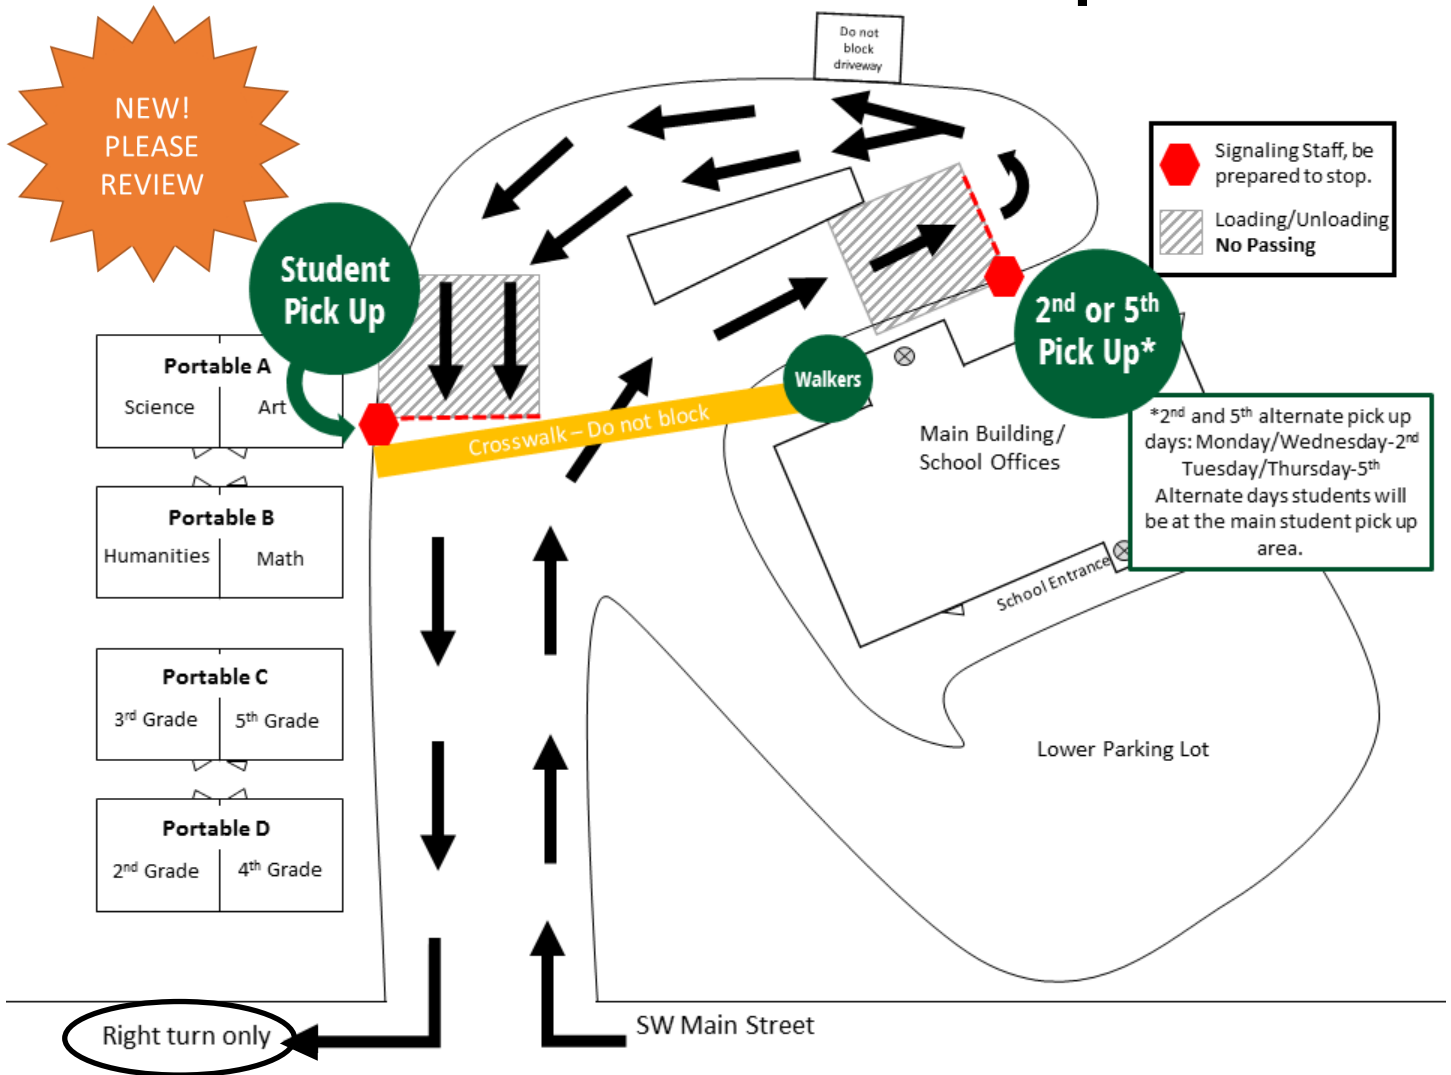 NEW!
PLEASE
REVIEW
Do not
block
driveway
Signaling Staff, be
prepared to stop.
Loading/Unloading
No Passing
Student
Pick Up
2nd or 5th
Pick Up*
Walkers
Crosswalk – Do not block
*2nd and 5th alternate pick up
days: Monday/Wednesday-2nd
Tuesday/Thursday-5th
Alternate days students will
be at the main student pick up
area.
Main Building/
School Offices
School Entrance
Lower Parking Lot
Portable A
Science
Art
Portable B
Humanities
Math
Portable C
3rd Grade
5th Grade
Portable D
2nd Grade
4th Grade
Right turn only
SW Main Street